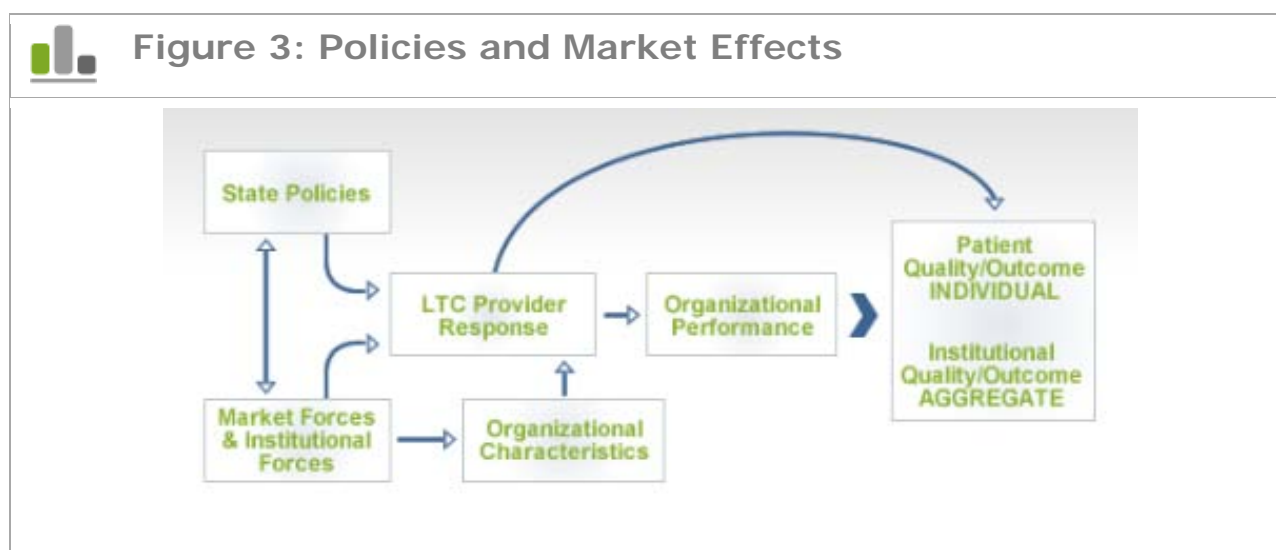 Figure 3: Policies and Market Effects
State Policies
LTC Provider
Response
Organizational
Performance
Patient
Quality/Outcome
INDIVIDUAL
Institutional
Quality/Outcome
AGGREGATE
Market Forces
& Institutional
Forces
Organizational
Characteristics